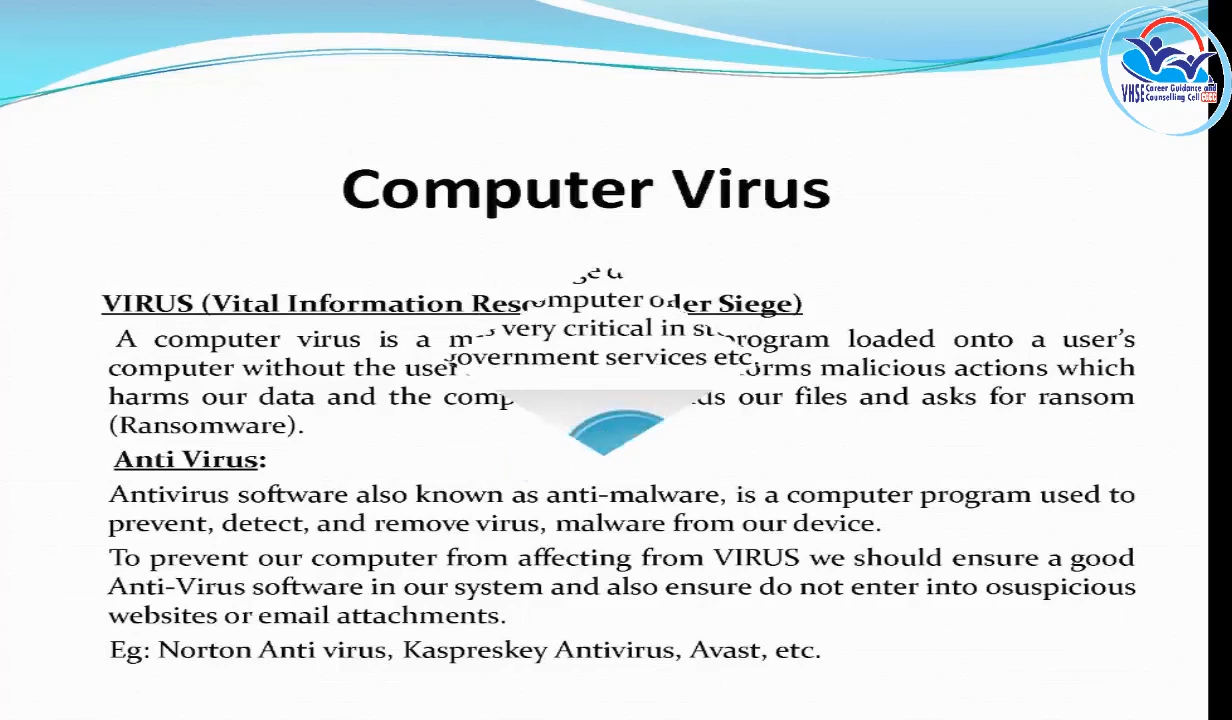 VHSE Career Guidance and
Counselling Cell
Computer Virus
VIRUS (Vital Information
computer
Siege)
very critical in
A computer virus is a
program loaded onto a user's
government services etc.
computer without the user
malicious actions which
harms our data and the
our files and asks for ransom
(Ransomware).
Anti Virus:
Antivirus software also known as anti-malware, is a computer program used to
prevent, detect, and remove virus, malware from our device.
To prevent our computer from affecting from VIRUS we should ensure a good
Anti-Virus software in our system and also ensure do not enter into osuspicious
websites or email attachments.
Eg: Norton Anti virus, Kaspreskey Antivirus, Avast, etc.